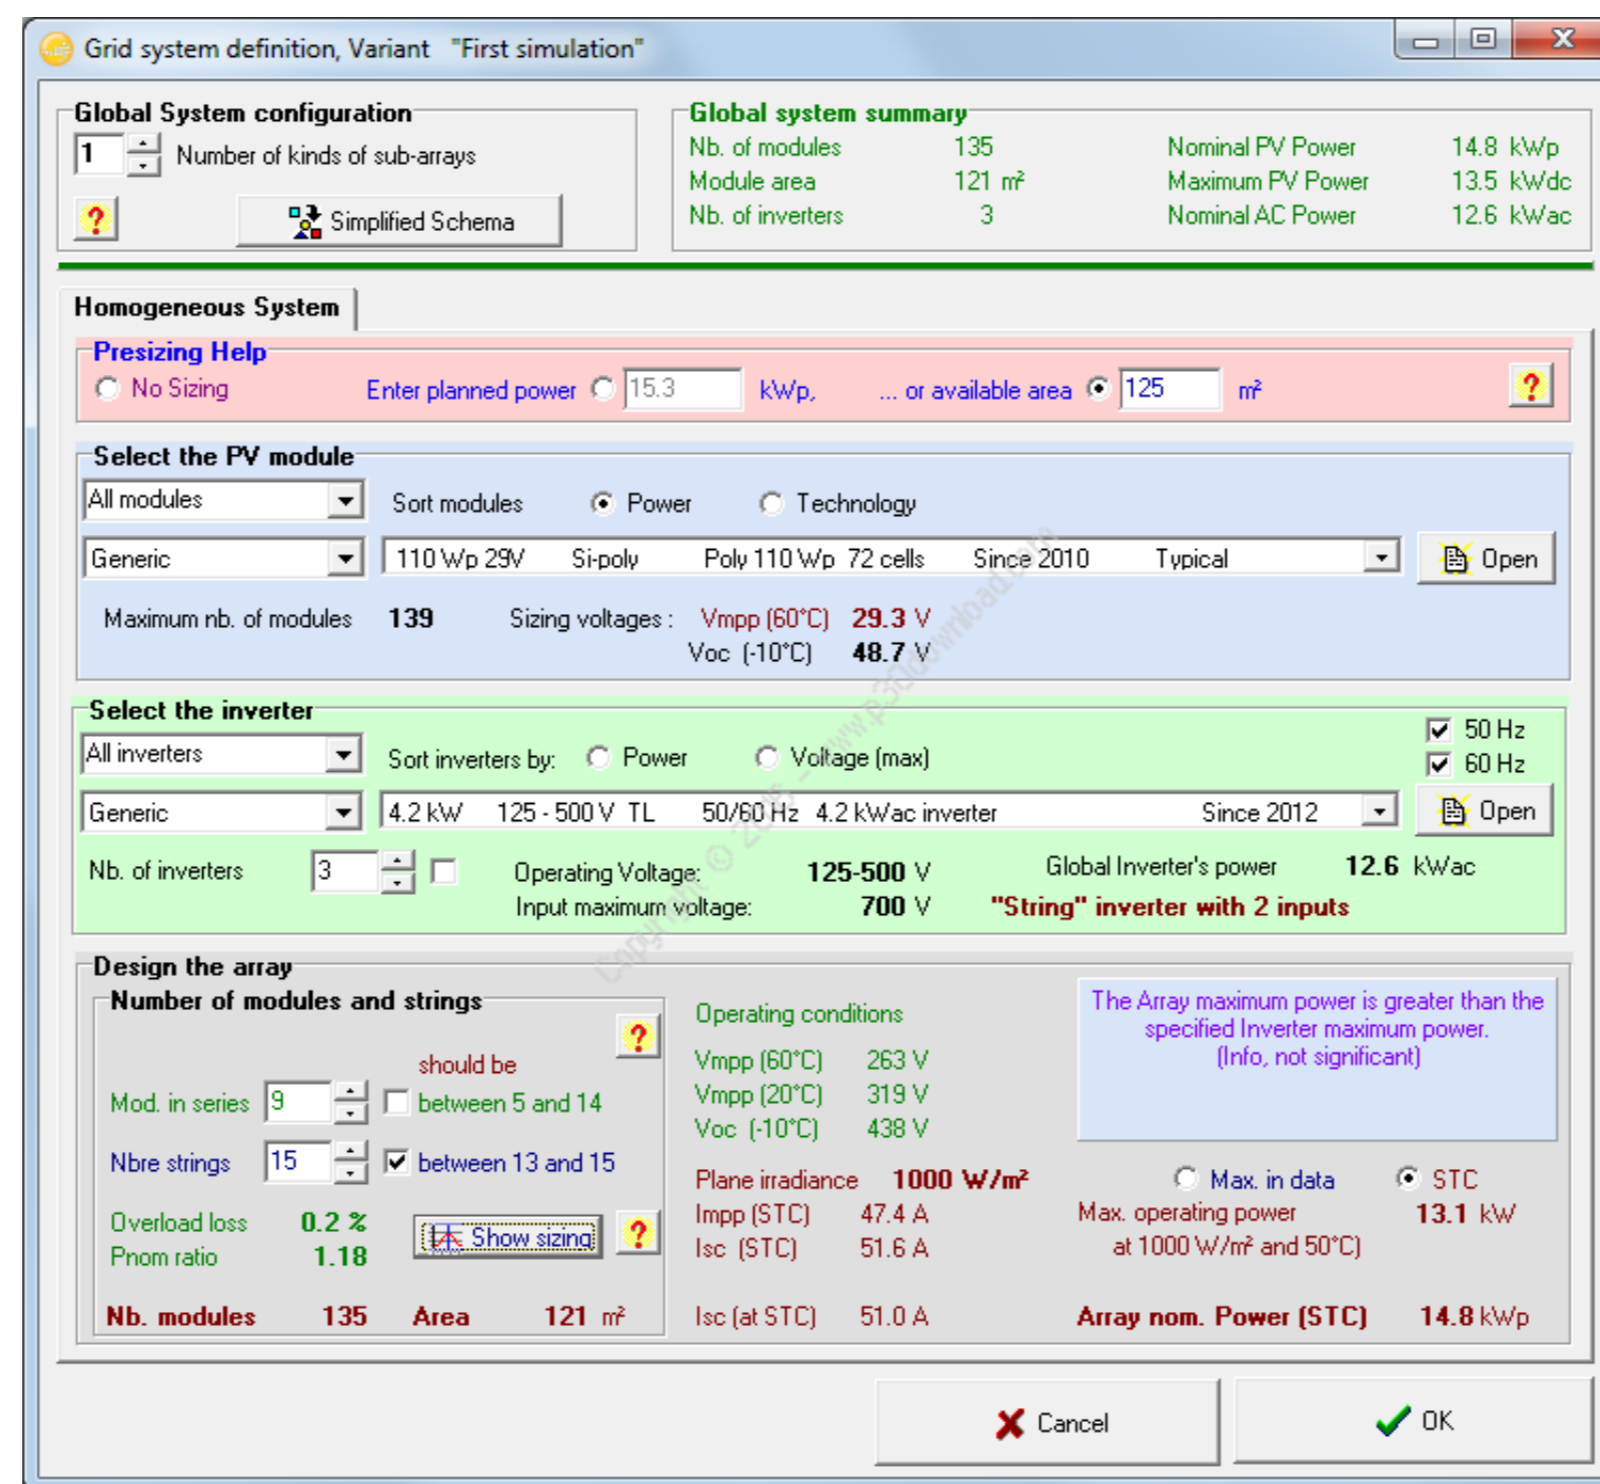 Grid system definition, Variant "First simulation"
Global System configuration
1 Number of kinds of sub-arrays
? Simplified Schema
Global system summary
Nb. of modules 135 Nominal PV Power 14.8 kWp
Module area 121 m² Maximum PV Power 13.5 kWdc
Nb. of inverters 3 Nominal AC Power 12.6 kWac
Homogeneous System
Presizing Help
No Sizing Enter planned power 15.3 kWp, ... or available area 125 m² ?
Select the PV module
All modules Sort modules Power Technology
Generic 110 Wp 29V Si-poly Poly 110 Wp 72 cells Since 2010 Typical Open
Maximum nb. of modules 139 Sizing voltages : Vmpp (60°C) 29.3 V
Voc (-10°C) 48.7 V
Select the inverter
50 Hz
All inverters Sort inverters by: Power Voltage (max) 60 Hz
Generic 4.2 kW 125 - 500 V TL 50/60 Hz 4.2 kWac inverter Since 2012 Open
Nb. of inverters 3 Operating Voltage: 125-500 V Global Inverter's power 12.6 kWac
Input maximum voltage: 700 V "String" inverter with 2 inputs
Design the array
Number of modules and strings
?
should be
Mod. in series 9 between 5 and 14
Nbre strings 15 between 13 and 15
Overload loss 0.2 %
Pnom ratio 1.18
Show sizing ?
Nb. modules 135 Area 121 m²
Operating conditions
Vmpp (60°C) 263 V
Vmpp (20°C) 319 V
Voc (-10°C) 438 V
The Array maximum power is greater than the
specified Inverter maximum power.
(Info, not significant)
Plane irradiance 1000 W/m² Max. in data STC
Impp (STC) 47.4 A Max. operating power 13.1 kW
Isc (STC) 51.6 A at 1000 W/m² and 50°C)
Isc (at STC) 51.0 A Array nom. Power (STC) 14.8 kWp
Cancel OK